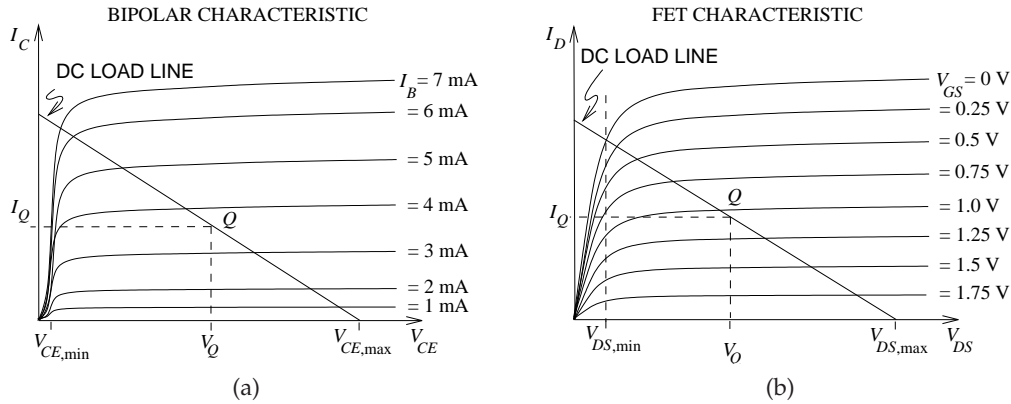 BIPOLAR CHARACTERISTIC
I_C
DC LOAD LINE
I_B = 7 mA
= 6 mA
= 5 mA
= 4 mA
= 3 mA
= 2 mA
= 1 mA
I_Q
Q
V_CE,min
V_Q
V_CE,max
V_CE
(a)
FET CHARACTERISTIC
I_D
DC LOAD LINE
V_GS = 0 V
= 0.25 V
= 0.5 V
= 0.75 V
= 1.0 V
= 1.25 V
= 1.5 V
= 1.75 V
I_Q
Q
V_DS,min
V_O
V_DS,max
V_DS
(b)